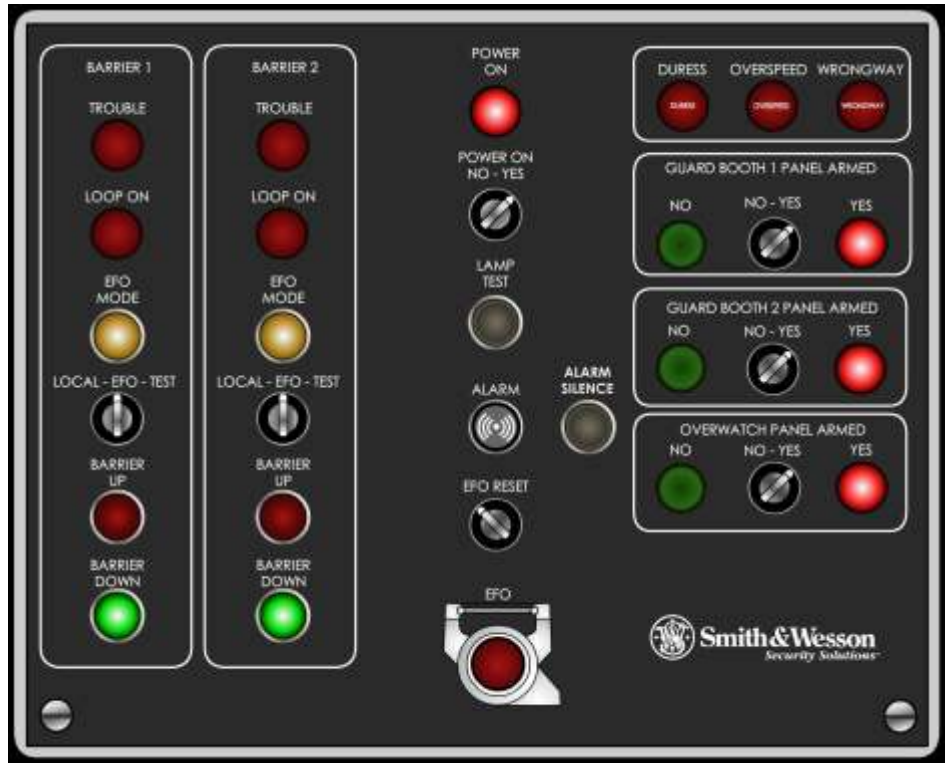 BARRIER 1
TROUBLE
LOOP ON
EFO
MODE
LOCAL - EFO - TEST
BARRIER
UP
BARRIER
DOWN
BARRIER 2
TROUBLE
LOOP ON
EFO
MODE
LOCAL - EFO - TEST
BARRIER
UP
BARRIER
DOWN
POWER
ON
POWER ON
NO - YES
LAMP
TEST
ALARM
ALARM
SILENCE
EFO RESET
EFO
DURESS OVERSPEED WRONGWAY
DURESS OVERSPEED WRONGWAY
GUARD BOOTH 1 PANEL ARMED
NO NO - YES YES
GUARD BOOTH 2 PANEL ARMED
NO NO - YES YES
OVERWATCH PANEL ARMED
NO NO - YES YES
Smith & Wesson
Security Solutions